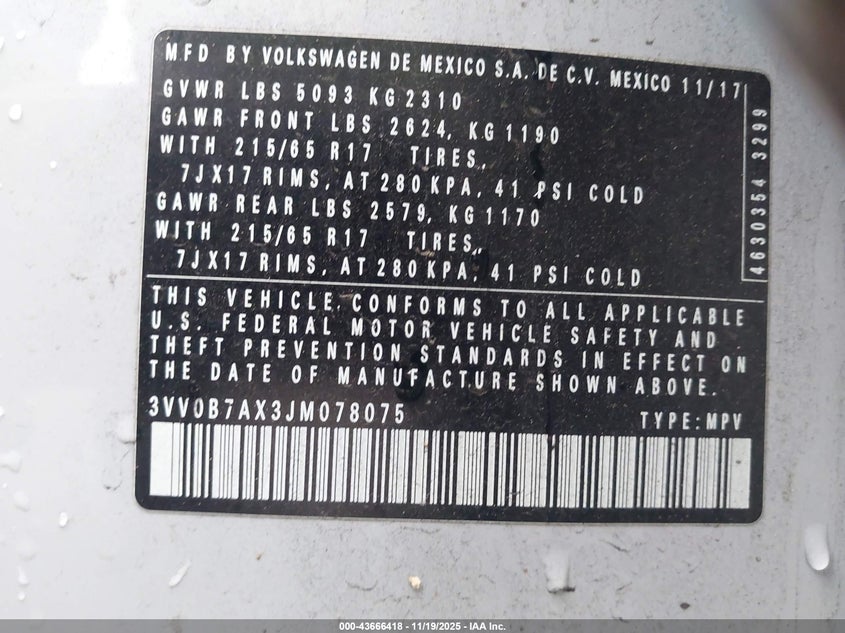 MFD BY VOLKSWAGEN DE MEXICO S.A. DE C.V. MEXICO 11/17
GVWR LBS 5093 KG 2310
GAWR FRONT LBS 2624, KG 1190
WITH 215/65 R17 TIRES,
7JX17 RIMS, AT 280 KPA, 41 PSI COLD
GAWR REAR LBS 2579, KG 1170
WITH 215/65 R17 TIRES,
7JX17 RIMS, AT 280 KPA, 41 PSI COLD
4630354 3299
THIS VEHICLE CONFORMS TO ALL APPLICABLE
U.S. FEDERAL MOTOR VEHICLE SAFETY AND
THEFT PREVENTION STANDARDS IN EFFECT ON
THE DATE OF MANUFACTURE SHOWN ABOVE.
3VV0B7AX3JM078075 TYPE: MPV
000-43666418 - 11/19/2025 - IAA Inc.